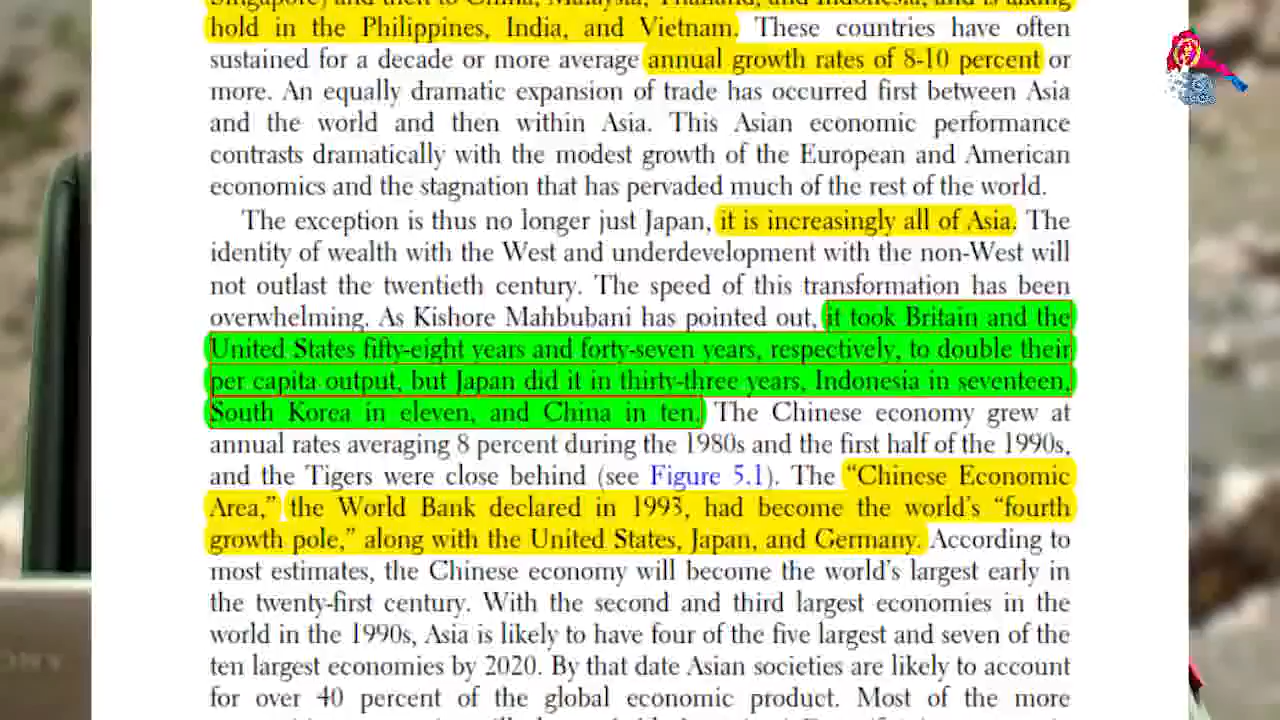 Singapore) and then to China, Malaysia, Thailand, and Indonesia, and is taking
hold in the Philippines, India, and Vietnam. These countries have often
sustained for a decade or more average annual growth rates of 8-10 percent or
more. An equally dramatic expansion of trade has occurred first between Asia
and the world and then within Asia. This Asian economic performance
contrasts dramatically with the modest growth of the European and American
economics and the stagnation that has pervaded much of the rest of the world.
The exception is thus no longer just Japan, it is increasingly all of Asia. The
identity of wealth with the West and underdevelopment with the non-West will
not outlast the twentieth century. The speed of this transformation has been
overwhelming. As Kishore Mahbubani has pointed out, it took Britain and the
United States fifty-eight years and forty-seven years, respectively, to double their
per capita output, but Japan did it in thirty-three years, Indonesia in seventeen,
South Korea in eleven, and China in ten. The Chinese economy grew at
annual rates averaging 8 percent during the 1980s and the first half of the 1990s,
and the Tigers were close behind (see Figure 5.1). The “Chinese Economic
Area,” the World Bank declared in 1993, had become the world’s “fourth
growth pole,” along with the United States, Japan, and Germany. According to
most estimates, the Chinese economy will become the world’s largest early in
the twenty-first century. With the second and third largest economies in the
world in the 1990s, Asia is likely to have four of the five largest and seven of the
ten largest economies by 2020. By that date Asian societies are likely to account
for over 40 percent of the global economic product. Most of the more